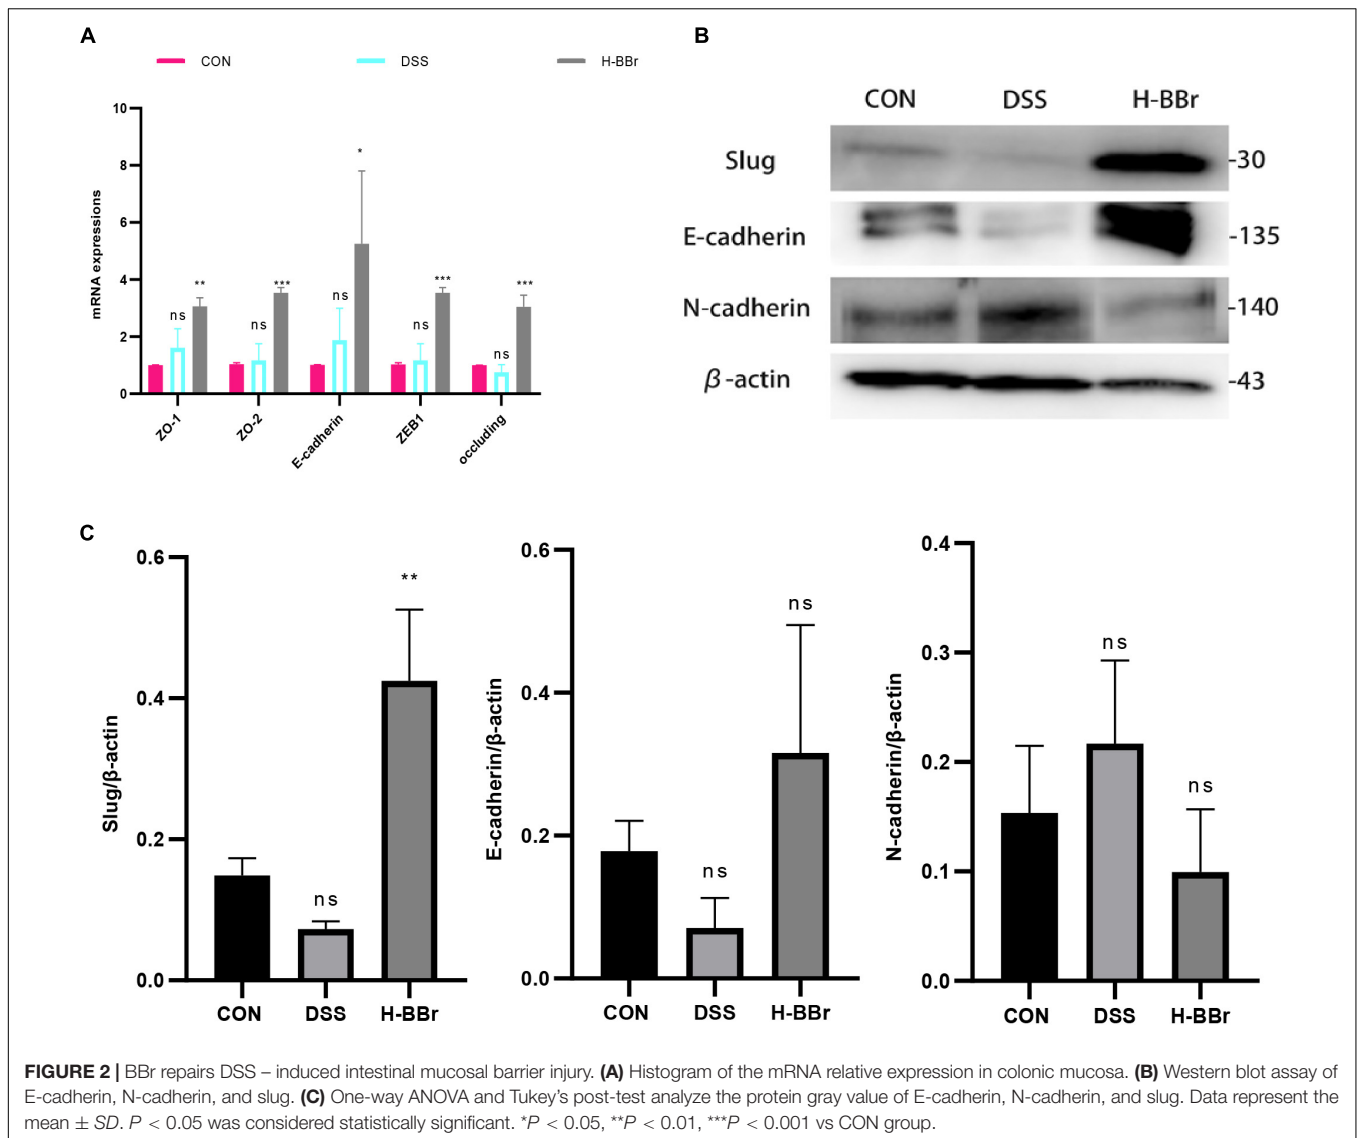 A
CON DSS H-BBr
mRNA expressions
10
8
6
4
2
0
ns ** ns *** ns * ns *** ns ***
ZO-1 ZO-2 E-cadherin ZEB1 occluding
B
CON DSS H-BBr
Slug -30
E-cadherin -135
N-cadherin -140
β-actin -43
C
Slug/β-actin
0.6
0.4
0.2
0.0
ns **
CON DSS H-BBr
E-cadherin/β-actin
0.6
0.4
0.2
0.0
ns ns
CON DSS H-BBr
N-cadherin/β-actin
0.4
0.3
0.2
0.1
0.0
ns ns
CON DSS H-BBr
FIGURE 2 | BBr repairs DSS – induced intestinal mucosal barrier injury. (A) Histogram of the mRNA relative expression in colonic mucosa. (B) Western blot assay of
E-cadherin, N-cadherin, and slug. (C) One-way ANOVA and Tukey's post-test analyze the protein gray value of E-cadherin, N-cadherin, and slug. Data represent the
mean ± SD. P < 0.05 was considered statistically significant. *P < 0.05, **P < 0.01, ***P < 0.001 vs CON group.